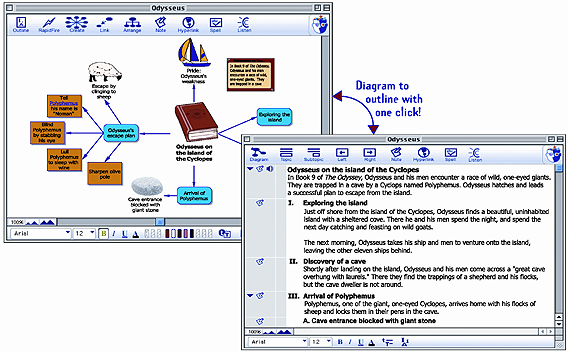 Odysseus
Outline RapidFire Create Link Arrange Note Hyperlink Spell Listen
Escape by
clinging to
sheep
Pride:
Odysseus's
weakness
In Book 9 of The Odyssey,
Odysseus and his men
encounter a race of wild,
one-eyed giants. They
are trapped in a cave
Tell
Polyphemus
his name is
"Noman"
Blind
Polyphemus
by stabbing
his eye
Odysseus's
escape plan
Exploring
the island
Lull
Polyphemus
to sleep with
wine
Sharpen olive
pole
Odysseus on
the island of
the Cyclopes
Cave entrance
blocked with
giant stone
Arrival of
Polyphemus
100%
Arial 12 B I U A
Diagram to
outline with
one click!
Odysseus
Diagram Topic Subtopic Left Right Note Hyperlink Spell Listen
Odysseus on the island of the Cyclopes
In Book 9 of The Odyssey, Odysseus and his men encounter a race of wild, one-eyed giants.
They are trapped in a cave by a Cyclops named Polyphemus. Odysseus hatches and leads
a successful plan to escape from the island.
I. Exploring the island
Just off shore from the island of the Cyclopes, Odysseus finds a beautiful, uninhabited
island with a sheltered cove. There he and his men spend the night, and spend the
next day catching and feasting on wild goats.
The next morning, Odysseus takes his ship and men to venture onto the island,
leaving the other eleven ships behind.
II. Discovery of a cave
Shortly after landing on the island, Odysseus and his men come across a "great cave
overhung with laurels." There they find the trappings of a shepherd and his flocks,
but the cave dweller is not around.
III. Arrival of Polyphemus
Polyphemus, one of the giant, one-eyed Cyclopes, arrives home with his flocks of
sheep and locks them in their pens in the cave.
A. Cave entrance blocked with giant stone
100%
Arial 12 B I U A